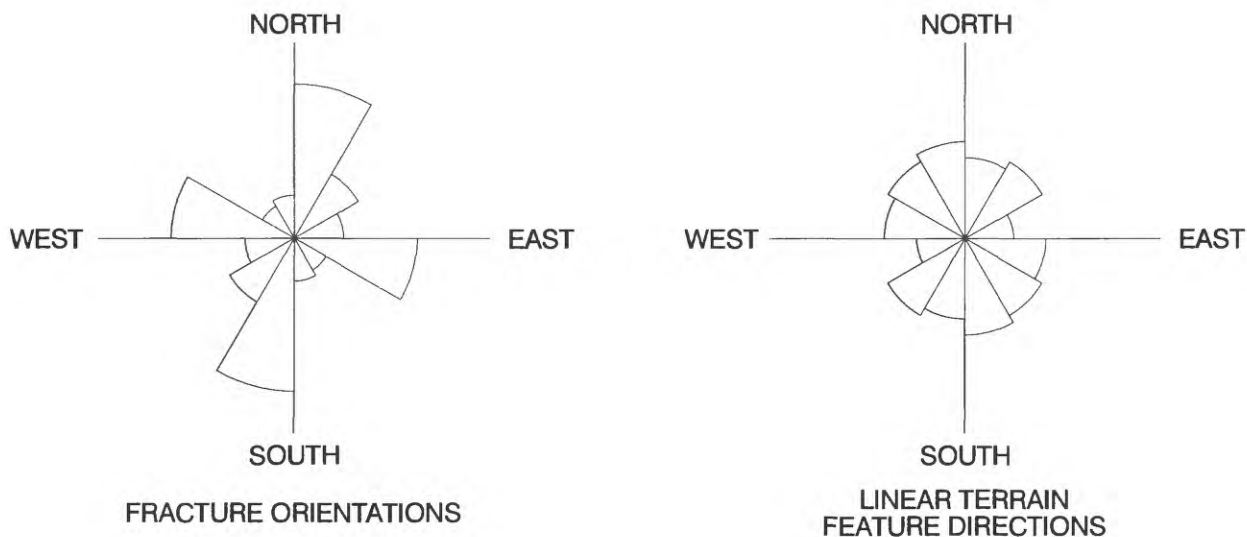 NORTH
WEST
EAST
SOUTH
FRACTURE ORIENTATIONS
NORTH
WEST
EAST
SOUTH
LINEAR TERRAIN
FEATURE DIRECTIONS